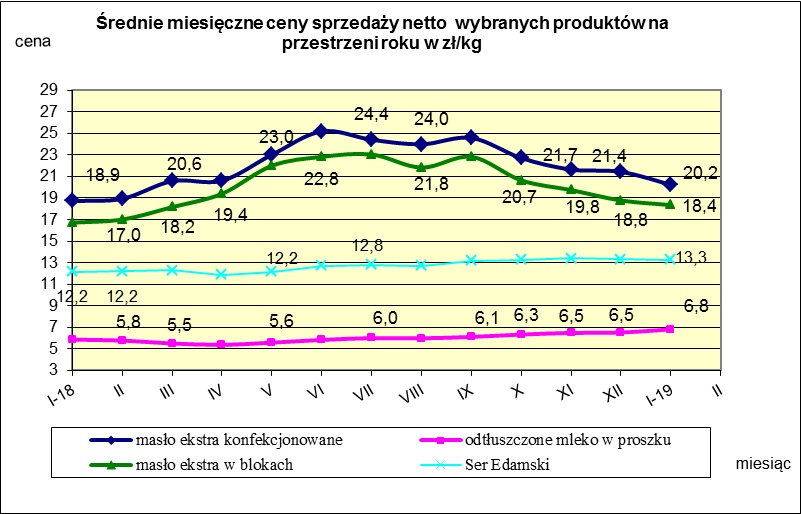 Średnie miesięczne ceny sprzedaży netto wybranych produktów na
przestrzeni roku w zł/kg
cena
29
27
25
23
21
19
17
15
13
11
9
7
5
3
18,9
20,6
23,0
24,4
24,0
21,7
21,4
20,2
17,0
18,2
19,4
22,8
21,8
20,7
19,8
18,8
18,4
12,2
12,2
12,2
12,8
13,3
5,8
5,5
5,6
6,0
6,1
6,3
6,5
6,5
6,8
I-18
II
III
IV
V
VI
VII
VIII
IX
X
XI
XII
I-19
II
masło ekstra konfekcjonowane
odtłuszczone mleko w proszku
masło ekstra w blokach
Ser Edamski
miesiąc